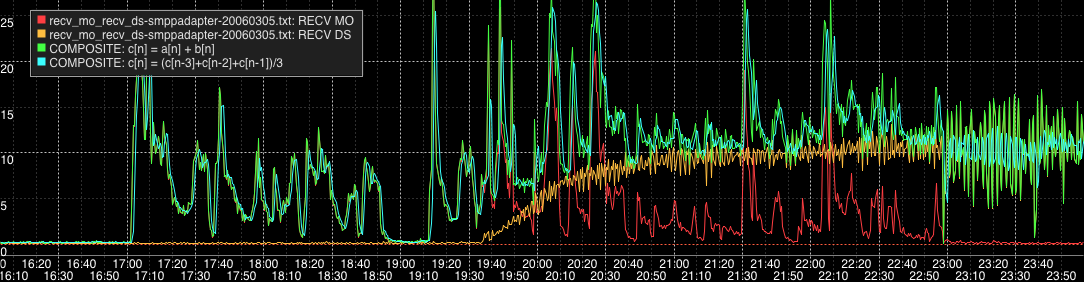 25
recv_mo_recv_ds-smppadapter-20060305.txt: RECV MO
recv_mo_recv_ds-smppadapter-20060305.txt: RECV DS
COMPOSITE: c[n] = a[n] + b[n]
COMPOSITE: c[n] = (c[n-3]+c[n-2]+c[n-1])/3
20
15
10
5
0
0 16:20 16:40 17:00 17:20 17:40 18:00 18:20 18:40 19:00 19:20 19:40 20:00 20:20 20:40 21:00 21:20 21:40 22:00 22:20 22:40 23:00 23:20 23:40
16:10 16:30 16:50 17:10 17:30 17:50 18:10 18:30 18:50 19:10 19:30 19:50 20:10 20:30 20:50 21:10 21:30 21:50 22:10 22:30 22:50 23:10 23:30 23:50